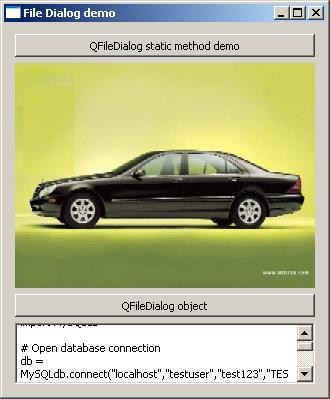 File Dialog demo
QFileDialog static method demo
www.MBUSA.com
QFileDialog object
# Open database connection
db =
MySQLdb.connect("localhost","testuser","test123","TES